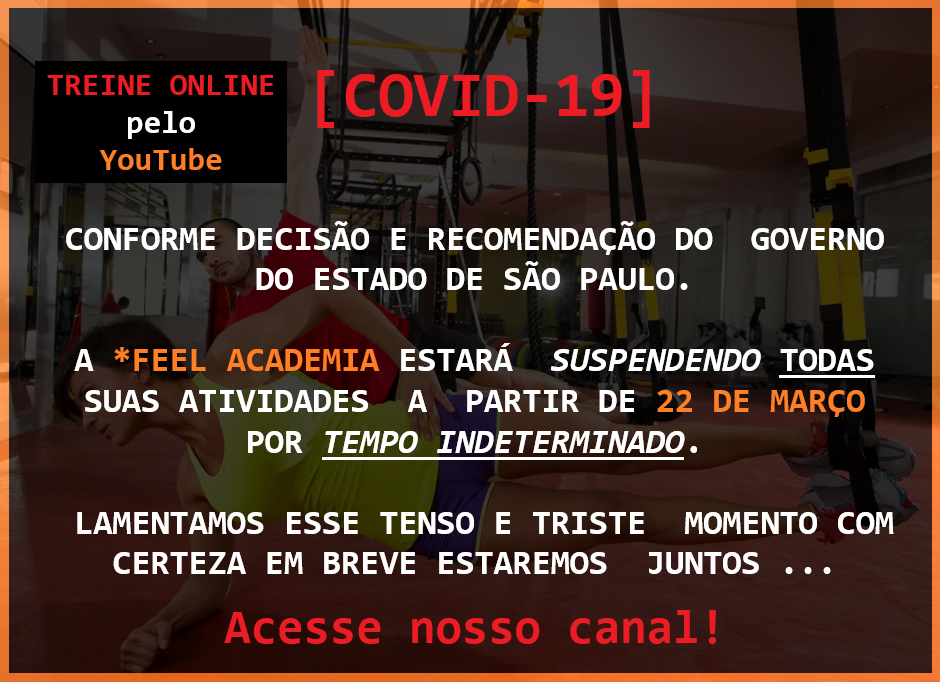 TREINE ONLINE
pelo
YouTube
[COVID-19]
CONFORME DECISÃO E RECOMENDAÇÃO DO GOVERNO
DO ESTADO DE SÃO PAULO.
A *FEEL ACADEMIA ESTARÁ SUSPENDENDO TODAS
SUAS ATIVIDADES A PARTIR DE 22 DE MARÇO
POR TEMPO INDETERMINADO.
LAMENTAMOS ESSE TENSO E TRISTE MOMENTO COM
CERTEZA EM BREVE ESTAREMOS JUNTOS ...
Acesse nosso canal!